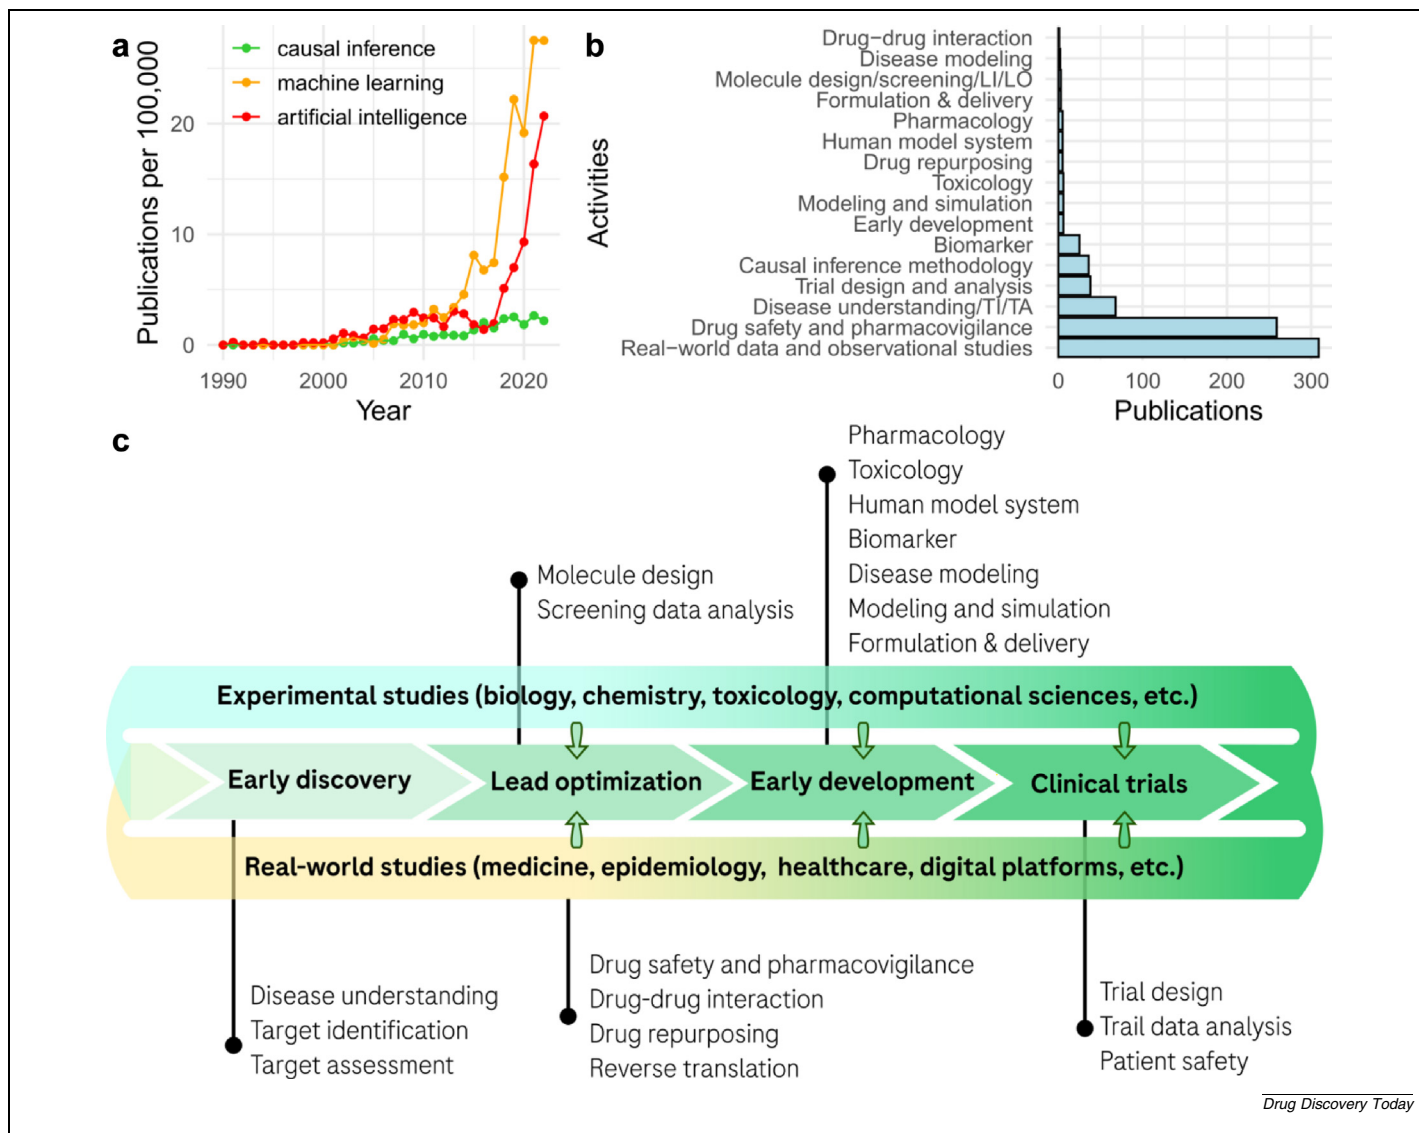 a
Publications per 100,000
causal inference
machine learning
artificial intelligence
20
10
0
1990
2000
2010
2020
Year
b
Activities
Drug−drug interaction
Disease modeling
Molecule design/screening/LI/LO
Formulation & delivery
Pharmacology
Human model system
Drug repurposing
Toxicology
Modeling and simulation
Early development
Biomarker
Causal inference methodology
Trial design and analysis
Disease understanding/TI/TA
Drug safety and pharmacovigilance
Real−world data and observational studies
0
100
200
300
Publications
c
Pharmacology
Toxicology
Human model system
Biomarker
Disease modeling
Modeling and simulation
Formulation & delivery
Molecule design
Screening data analysis
Experimental studies (biology, chemistry, toxicology, computational sciences, etc.)
Early discovery
Lead optimization
Early development
Clinical trials
Real-world studies (medicine, epidemiology, healthcare, digital platforms, etc.)
Disease understanding
Target identification
Target assessment
Drug safety and pharmacovigilance
Drug-drug interaction
Drug repurposing
Reverse translation
Trial design
Trail data analysis
Patient safety
Drug Discovery Today